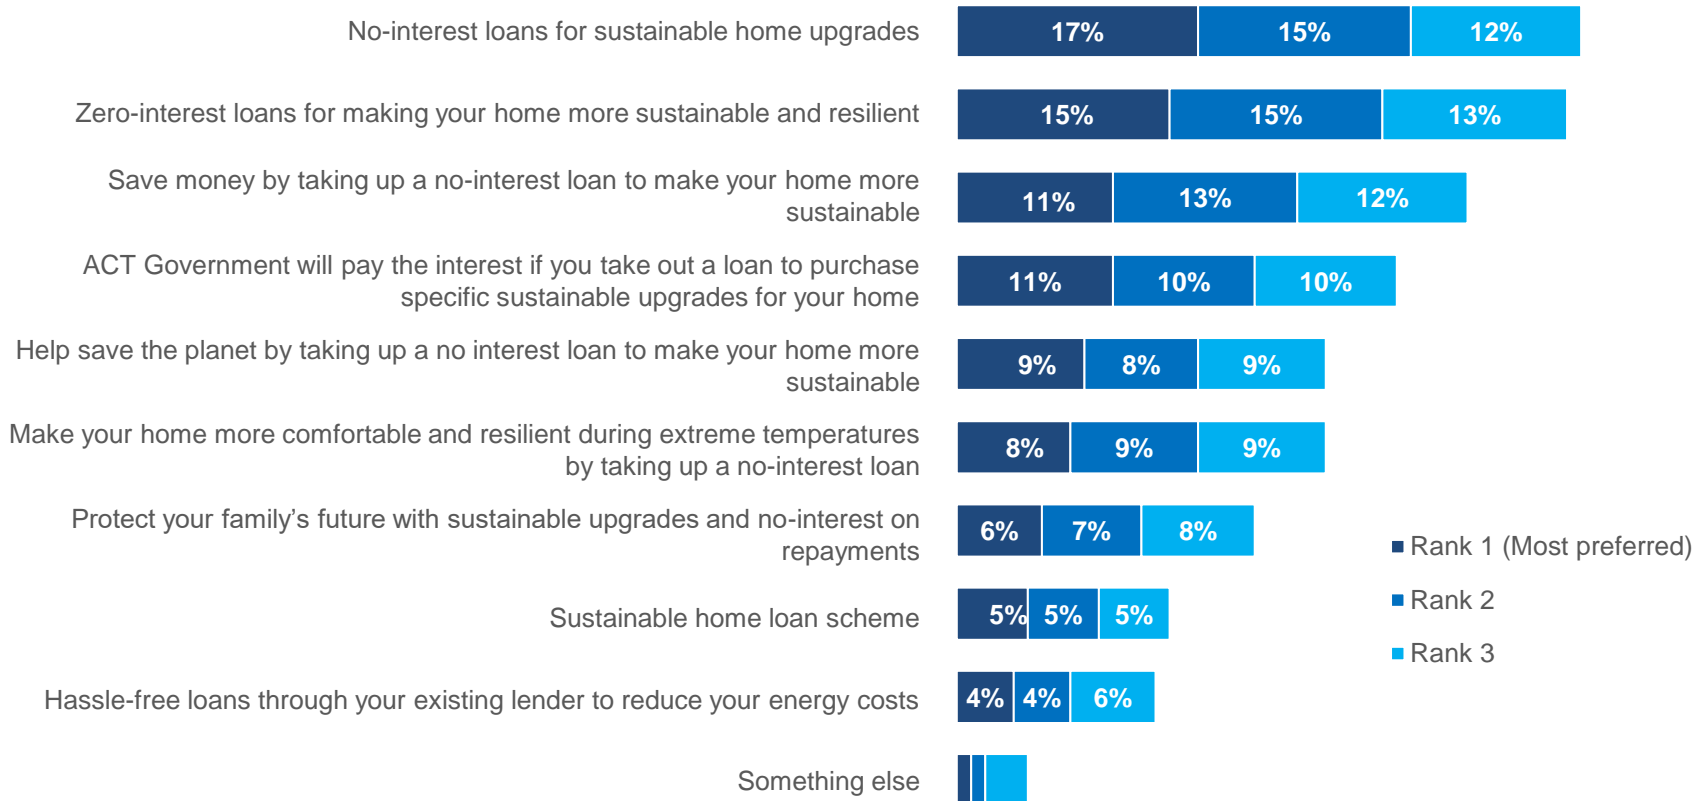 No-interest loans for sustainable home upgrades
17% 15% 12%
Zero-interest loans for making your home more sustainable and resilient
15% 15% 13%
Save money by taking up a no-interest loan to make your home more
sustainable
11% 13% 12%
ACT Government will pay the interest if you take out a loan to purchase
specific sustainable upgrades for your home
11% 10% 10%
Help save the planet by taking up a no interest loan to make your home more
sustainable
9% 8% 9%
Make your home more comfortable and resilient during extreme temperatures
by taking up a no-interest loan
8% 9% 9%
Protect your family’s future with sustainable upgrades and no-interest on
repayments
6% 7% 8%
Sustainable home loan scheme
5% 5% 5%
Hassle-free loans through your existing lender to reduce your energy costs
4% 4% 6%
Something else
Rank 1 (Most preferred)
Rank 2
Rank 3